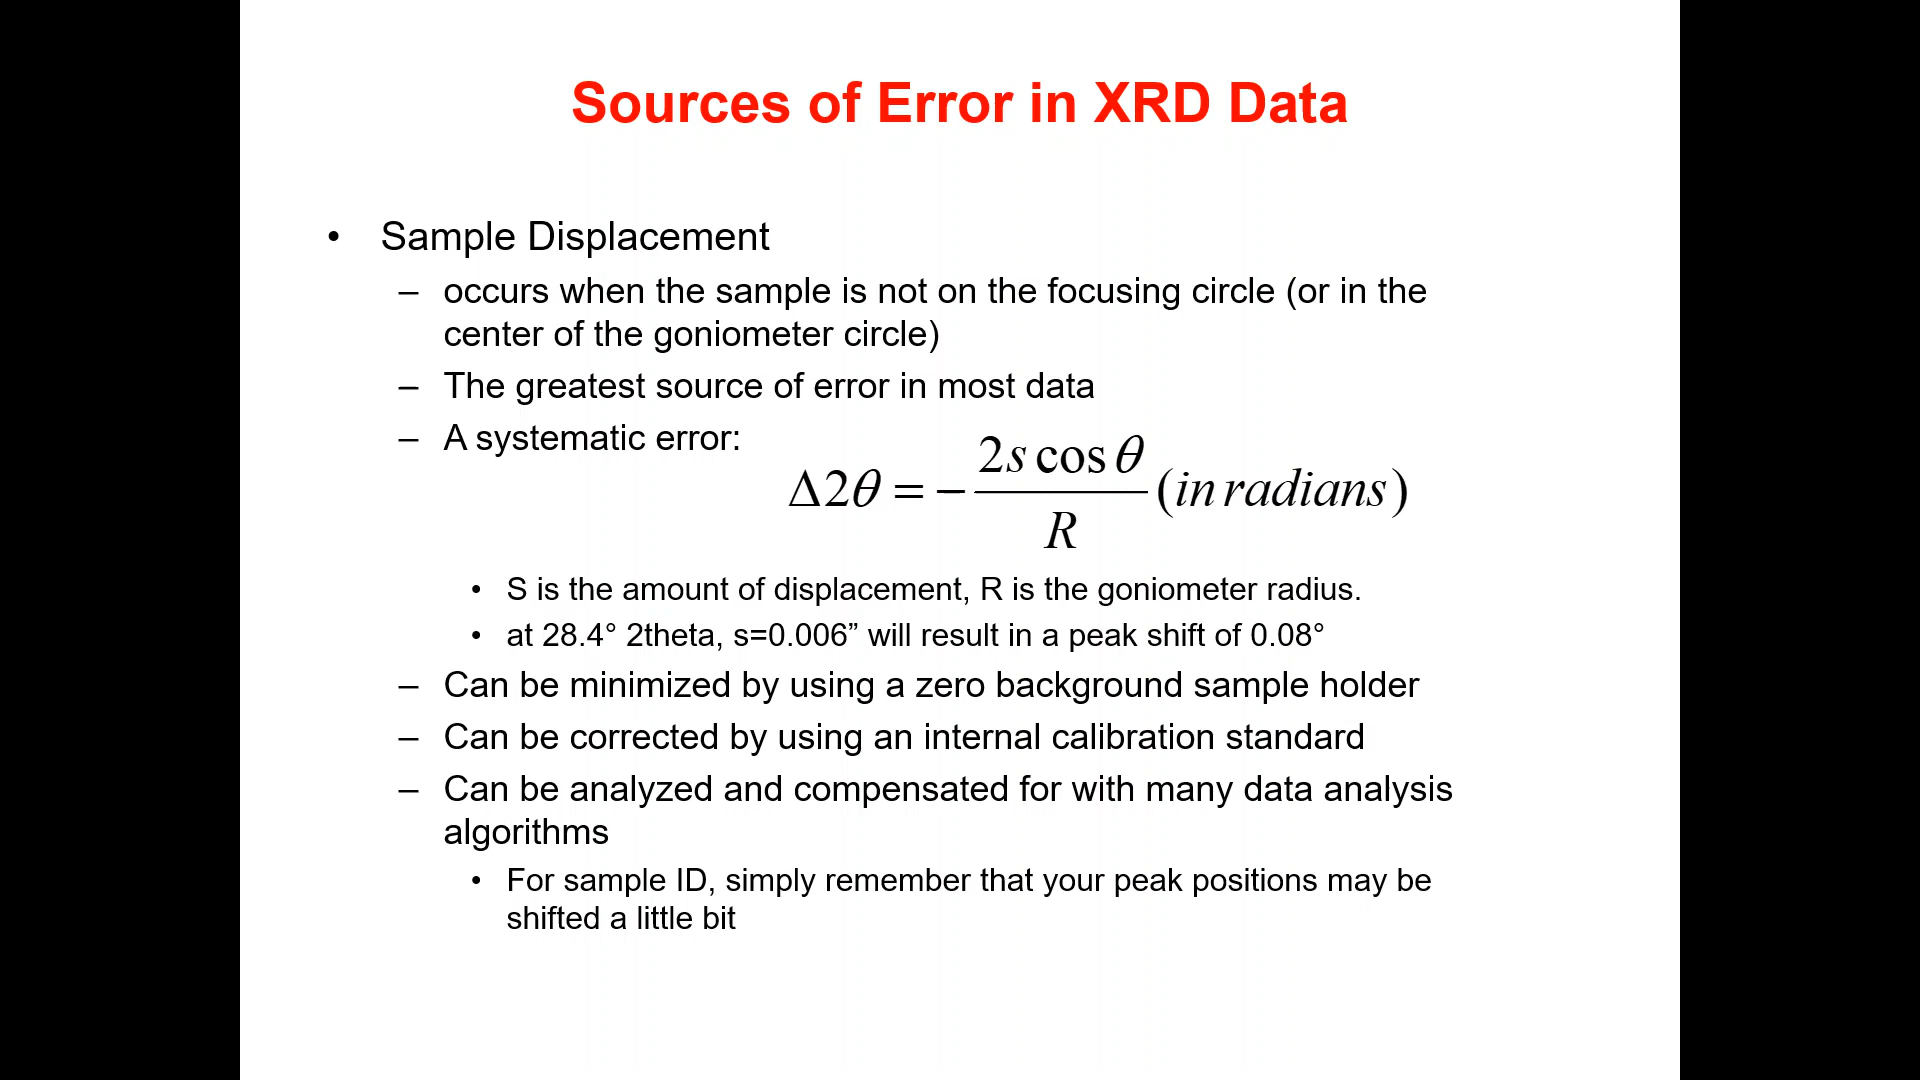 Sources of Error in XRD Data
• Sample Displacement
– occurs when the sample is not on the focusing circle (or in the
center of the goniometer circle)
– The greatest source of error in most data
– A systematic error:
Δ2θ = − 2s cos θ / R (in radians)
• S is the amount of displacement, R is the goniometer radius.
• at 28.4° 2theta, s=0.006” will result in a peak shift of 0.08°
– Can be minimized by using a zero background sample holder
– Can be corrected by using an internal calibration standard
– Can be analyzed and compensated for with many data analysis
algorithms
• For sample ID, simply remember that your peak positions may be
shifted a little bit